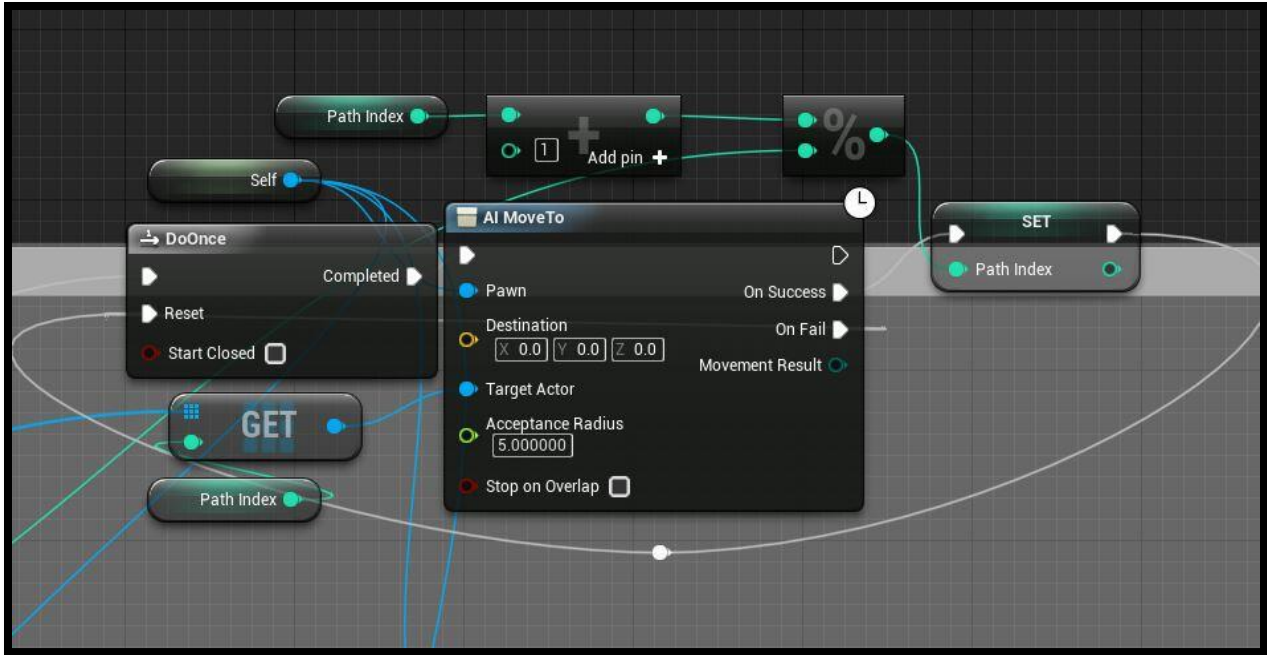 Path Index
+
1
Add pin +
%
Self
AI MoveTo
SET
DoOnce
Completed
Path Index
Pawn
On Success
Reset
Destination
X 0.0 Y 0.0 Z 0.0
On Fail
Start Closed
Movement Result
Target Actor
GET
Acceptance Radius
5.000000
Stop on Overlap
Path Index